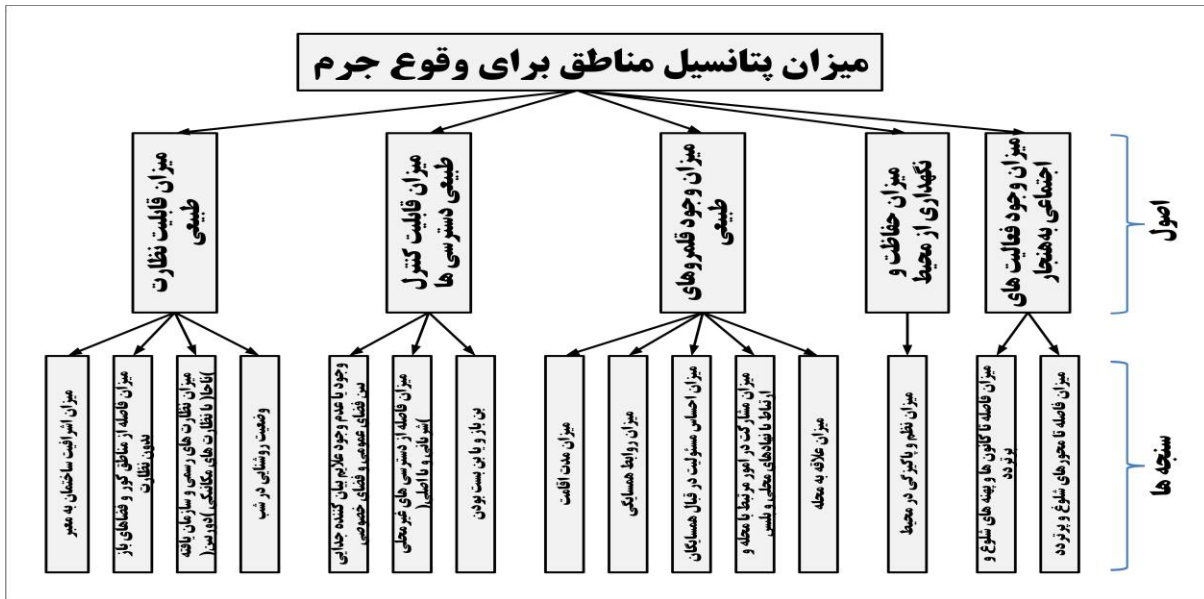 میزان پتانسیل مناطق برای وقوع جرم
اصول
میزان وجود فعالیت های
اجتماعی به‌هنجار
میزان حفاظت و
نگهداری از محیط
میزان وجود قلمروهای
طبیعی
میزان قابلیت کنترل
طبیعی دسترسی ها
میزان قابلیت نظارت
طبیعی
سنجه ها
میزان فاصله تا محورهای شلوغ و پرتردد
میزان فاصله تا کانون ها و پهنه های شلوغ و
پرتردد
میزان نظم و پاکیزگی در محیط
میزان علاقه به محله
میزان مشارکت در امور مرتبط با محله و
ارتباط با نهادهای محلی و پلیس
میزان احساس مسئولیت در قبال همسایگان
میزان روابط همسایگی
میزان مدت اقامت
بن باز و یا بن بست بودن
میزان فاصله از دسترسی های غیرمحلی
)شریانی و یا اصلی(
وجود یا عدم وجود علایم بیان کننده جدایی
بین فضای عمومی و فضای خصوصی
وضعیت روشنایی در شب
میزان نظارت های رسمی و سازمان یافته
)ناجا( یا نظارت های مکانیکی )دوربین(
میزان فاصله از مناطق کور و فضاهای باز
بدون نظارت
میزان اشرافیت ساختمان به معبر